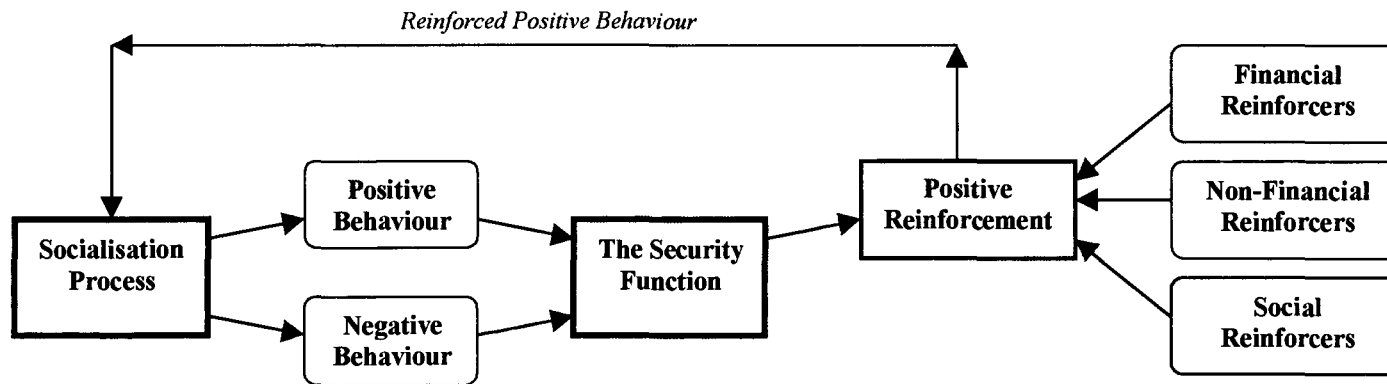 Reinforced Positive Behaviour
Socialisation
Process
Positive
Behaviour
Negative
Behaviour
The Security
Function
Positive
Reinforcement
Financial
Reinforcers
Non-Financial
Reinforcers
Social
Reinforcers